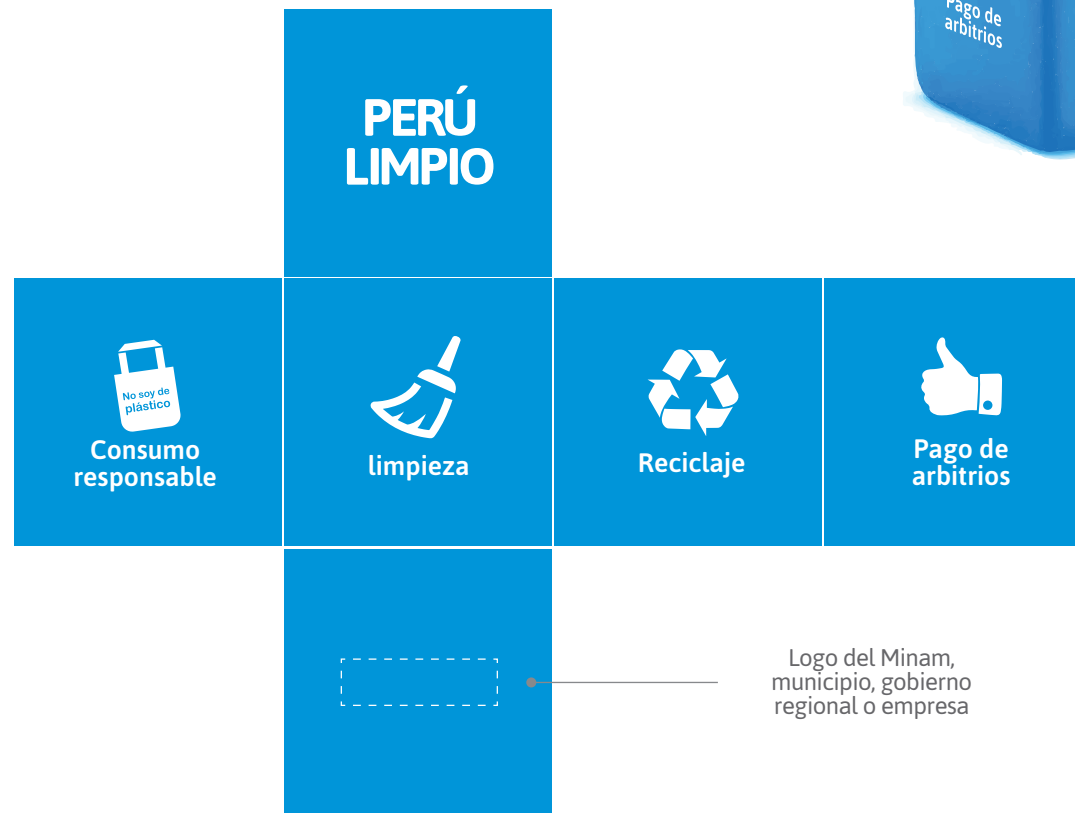 Pago de
arbitrios
PERÚ
LIMPIO
No soy de
plástico
Consumo
responsable
limpieza
Reciclaje
Pago de
arbitrios
Logo del Minam,
municipio, gobierno
regional o empresa